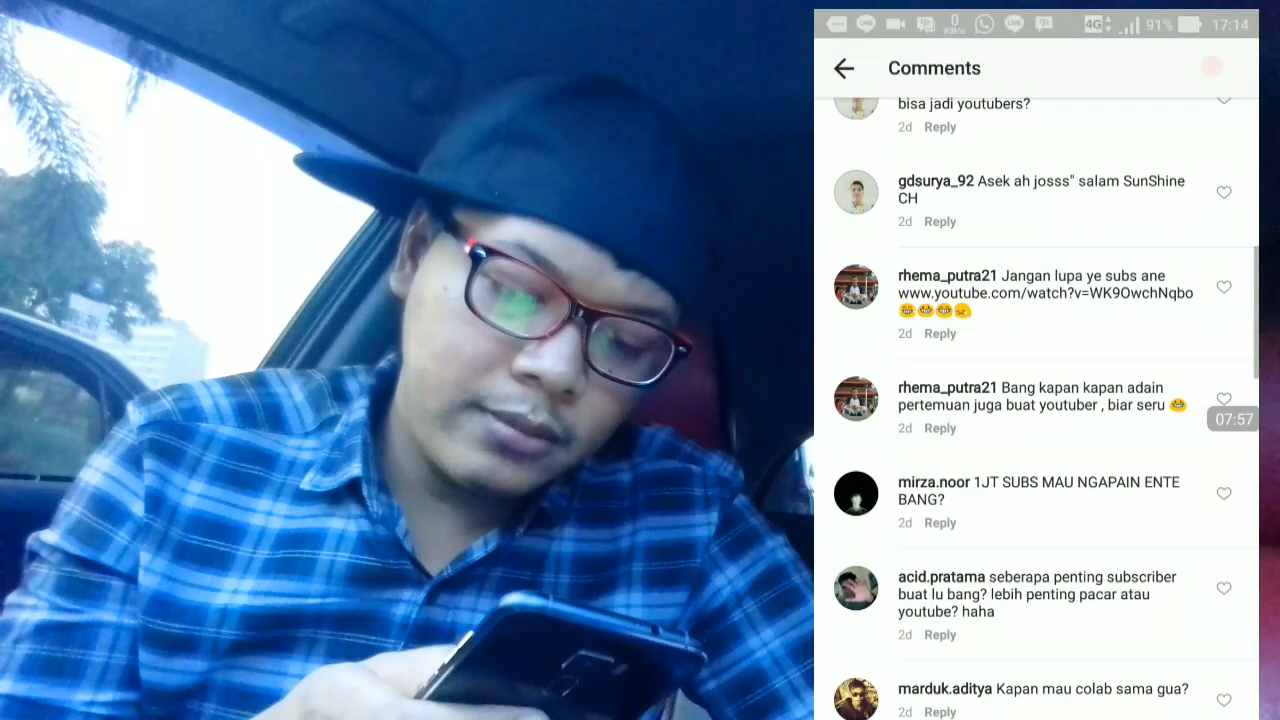 0
KB/s
4G
91%
17:14
Comments
bisa jadi youtubers?
2d Reply
gdsurya_92 Asek ah josss" salam SunShine
CH
2d Reply
rhema_putra21 Jangan lupa ye subs ane
www.youtube.com/watch?v=WK9OwchNqbo
😂😁😂😥
2d Reply
rhema_putra21 Bang kapan kapan adain
pertemuan juga buat youtuber , biar seru 😂
2d Reply
07:57
mirza.noor 1JT SUBS MAU NGAPAIN ENTE
BANG?
2d Reply
acid.pratama seberapa penting subscriber
buat lu bang? lebih penting pacar atau
youtube? haha
2d Reply
marduk.aditya Kapan mau colab sama gua?
2d Reply